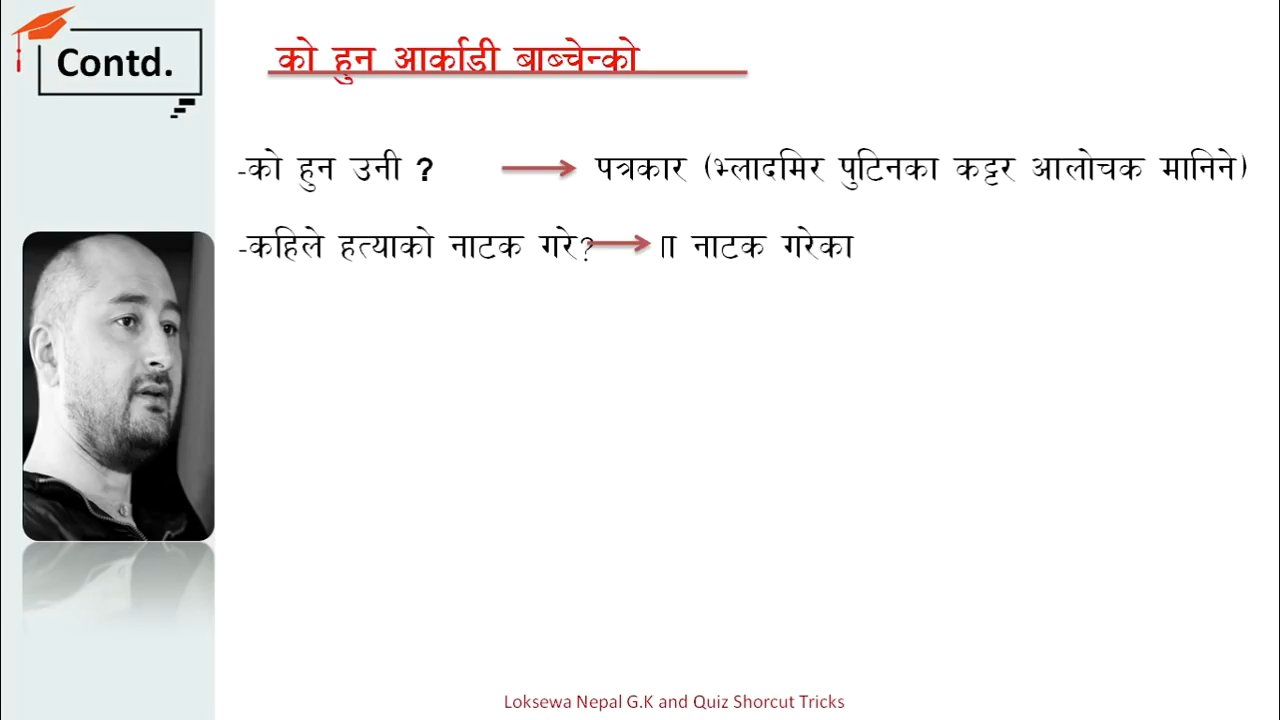 Contd.
को हुन आर्काडी बाब्चेन्को
-को हुन उनी ? पत्रकार (भ्लादमिर पुटिनका कट्टर आलोचक मानिने)
-कहिले हत्याको नाटक गरे? नाटक गरेका
Loksewa Nepal G.K and Quiz Shorcut Tricks